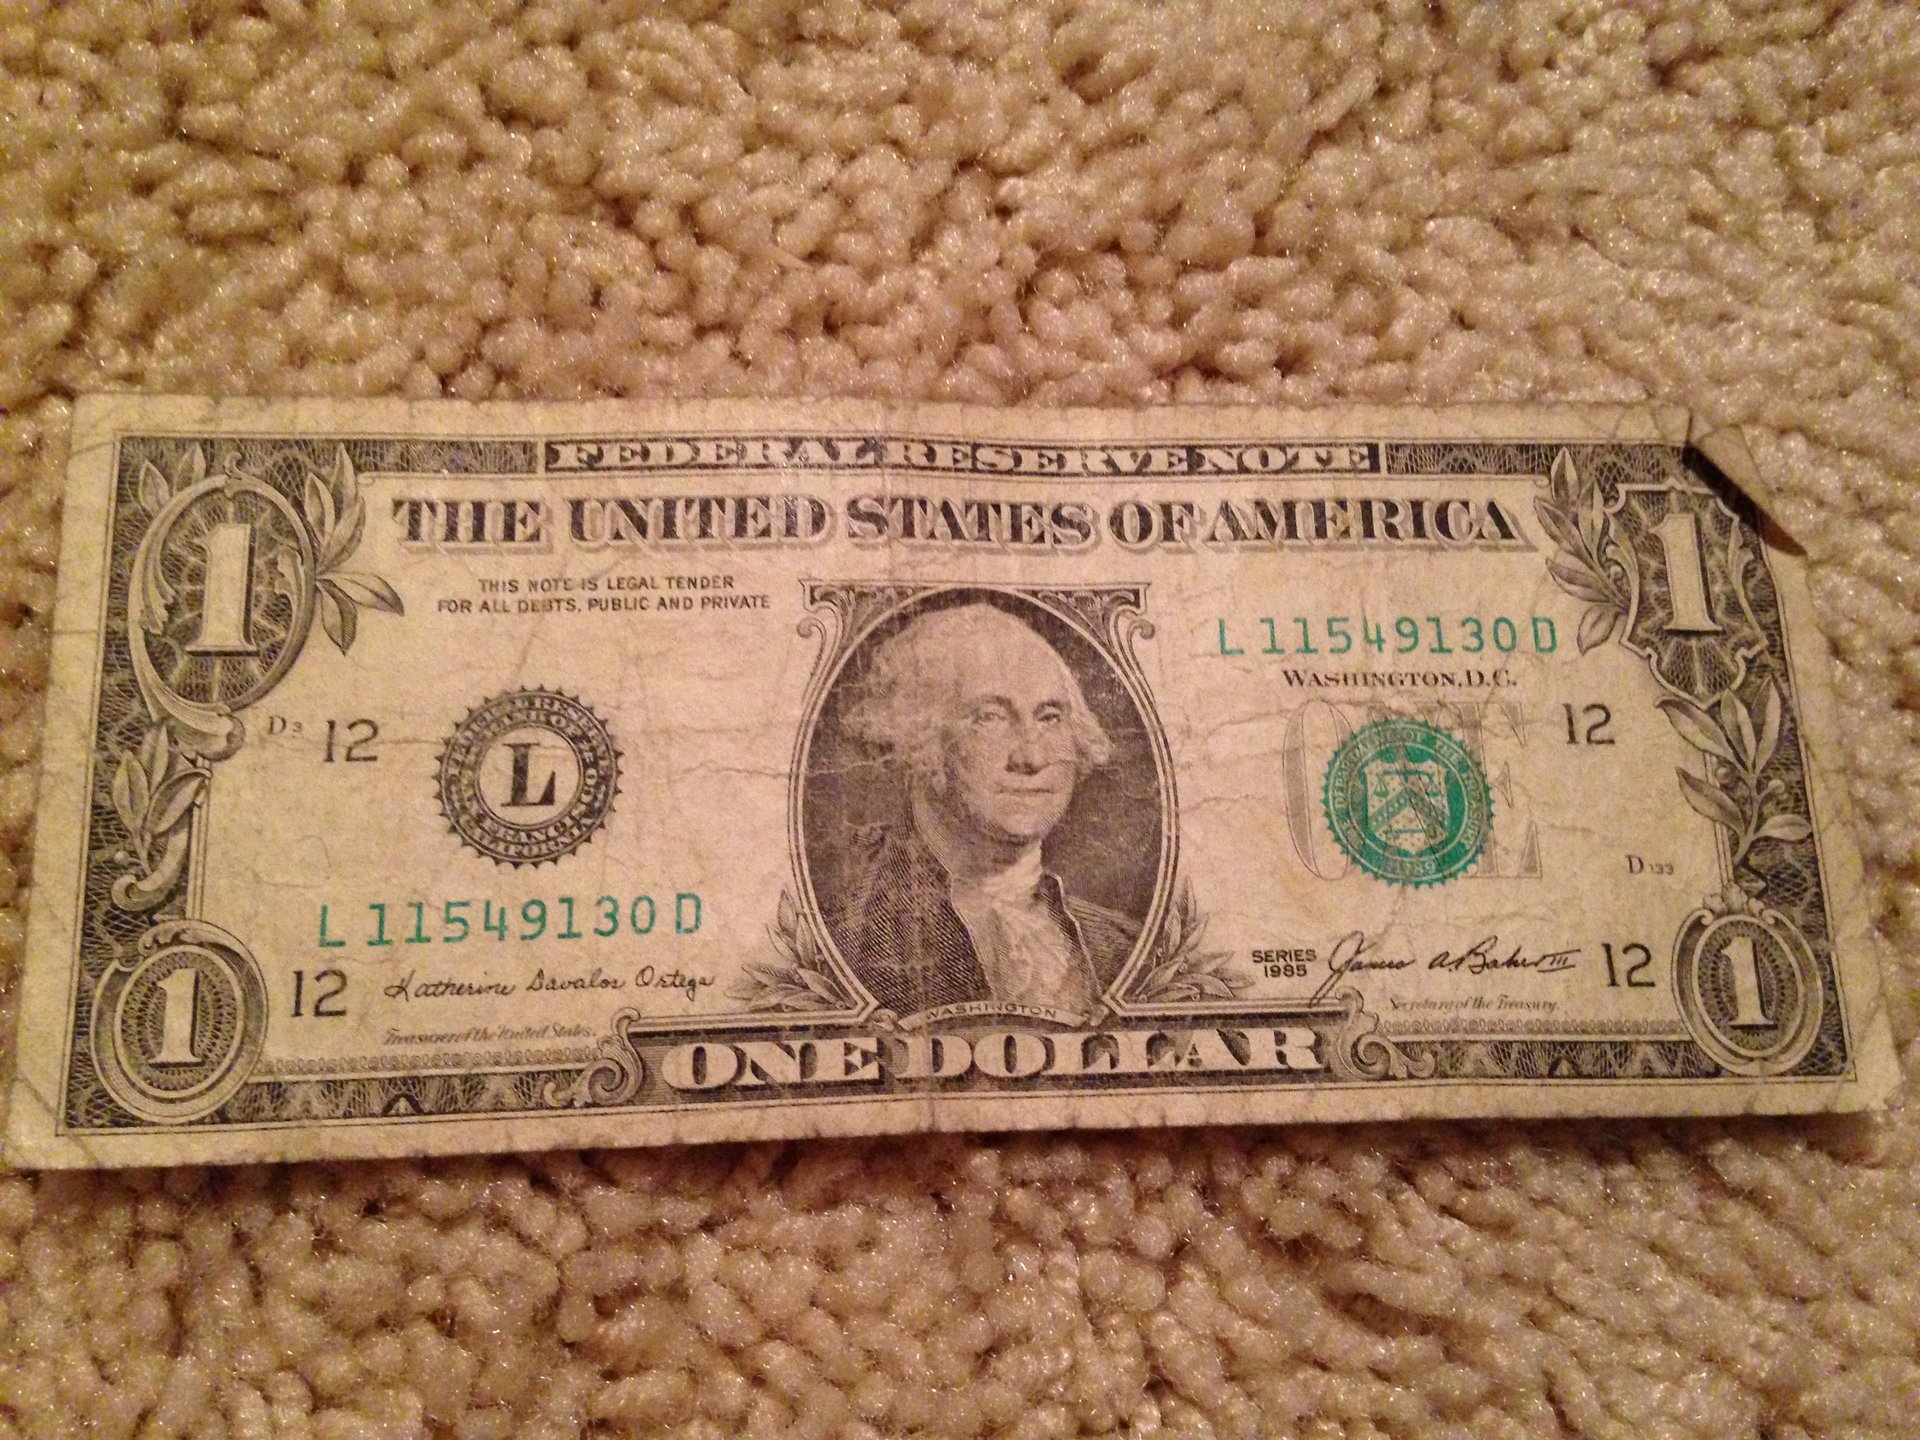 FEDERAL RESERVE NOTE
THE UNITED STATES OF AMERICA
1
1
THIS NOTE IS LEGAL TENDER
FOR ALL DEBTS, PUBLIC AND PRIVATE
L 11549130 D
WASHINGTON, D.C.
D 3
12
L
ONE
12
D 133
L 11549130 D
12
Katherine Davalos Ortega
Treasurer of the United States.
WASHINGTON
SERIES
1985
James A Baker III
12
Secretary of the Treasury.
1
ONE DOLLAR
1